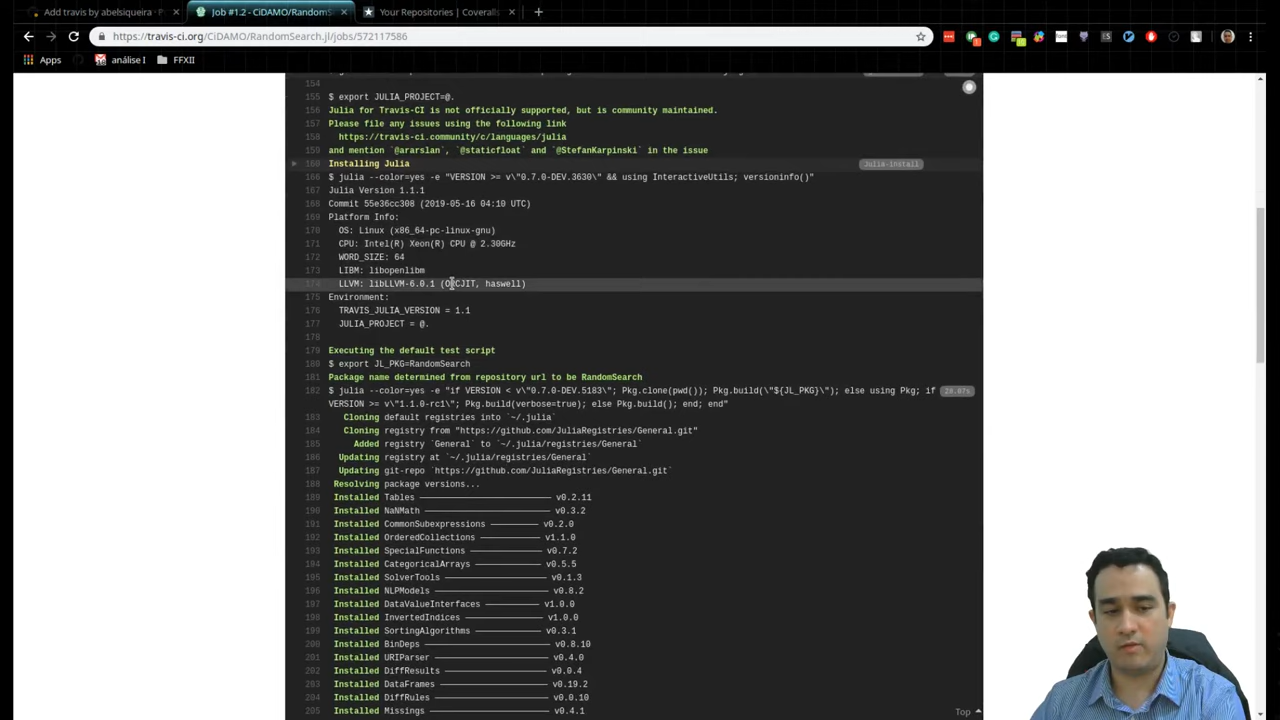 Add travis by abelsiqueira · P
Job #1.2 - CiDAMO/RandomS
Your Repositories | Coveralls
https://travis-ci.org/CiDAMO/RandomSearch.jl/jobs/572117586
Apps
análise I
FFXII
154
155 $ export JULIA_PROJECT=@.
156 Julia for Travis-CI is not officially supported, but is community maintained.
157 Please file any issues using the following link
158 https://travis-ci.community/c/languages/julia
159 and mention `@ararslan`, `@staticfloat` and `@StefanKarpinski` in the issue
160 Installing Julia Julia-install
166 $ julia --color=yes -e "VERSION >= v\"0.7.0-DEV.3630\" && using InteractiveUtils; versioninfo()"
167 Julia Version 1.1.1
168 Commit 55e36cc308 (2019-05-16 04:10 UTC)
169 Platform Info:
170 OS: Linux (x86_64-pc-linux-gnu)
171 CPU: Intel(R) Xeon(R) CPU @ 2.30GHz
172 WORD_SIZE: 64
173 LIBM: libopenlibm
174 LLVM: libLLVM-6.0.1 (ORCJIT, haswell)
175 Environment:
176 TRAVIS_JULIA_VERSION = 1.1
177 JULIA_PROJECT = @.
178
179 Executing the default test script
180 $ export JL_PKG=RandomSearch
181 Package name determined from repository url to be RandomSearch
182 $ julia --color=yes -e "if VERSION < v\"0.7.0-DEV.5183\"; Pkg.clone(pwd()); Pkg.build(\"${JL_PKG}\"); else using Pkg; if 28.07s
VERSION >= v\"1.1.0-rc1\"; Pkg.build(verbose=true); else Pkg.build(); end; end"
183 Cloning default registries into `~/.julia`
184 Cloning registry from "https://github.com/JuliaRegistries/General.git"
185 Added registry `General` to `~/.julia/registries/General`
186 Updating registry at `~/.julia/registries/General`
187 Updating git-repo `https://github.com/JuliaRegistries/General.git`
188 Resolving package versions...
189 Installed Tables ────────────────────────── v0.2.11
190 Installed NaNMath ───────────────────────── v0.3.2
191 Installed CommonSubexpressions ────────── v0.2.0
192 Installed OrderedCollections ──────────── v1.1.0
193 Installed SpecialFunctions ────────────── v0.7.2
194 Installed CategoricalArrays ───────────── v0.5.5
195 Installed SolverTools ─────────────────── v0.1.3
196 Installed NLPModels ───────────────────── v0.8.2
197 Installed DataValueInterfaces ─────────── v1.0.0
198 Installed InvertedIndices ─────────────── v1.0.0
199 Installed SortingAlgorithms ───────────── v0.3.1
200 Installed BinDeps ─────────────────────── v0.8.10
201 Installed URIParser ───────────────────── v0.4.0
202 Installed DiffResults ─────────────────── v0.0.4
203 Installed DataFrames ──────────────────── v0.19.2
204 Installed DiffRules ───────────────────── v0.0.10
205 Installed Missings ────────────────────── v0.4.1
Top